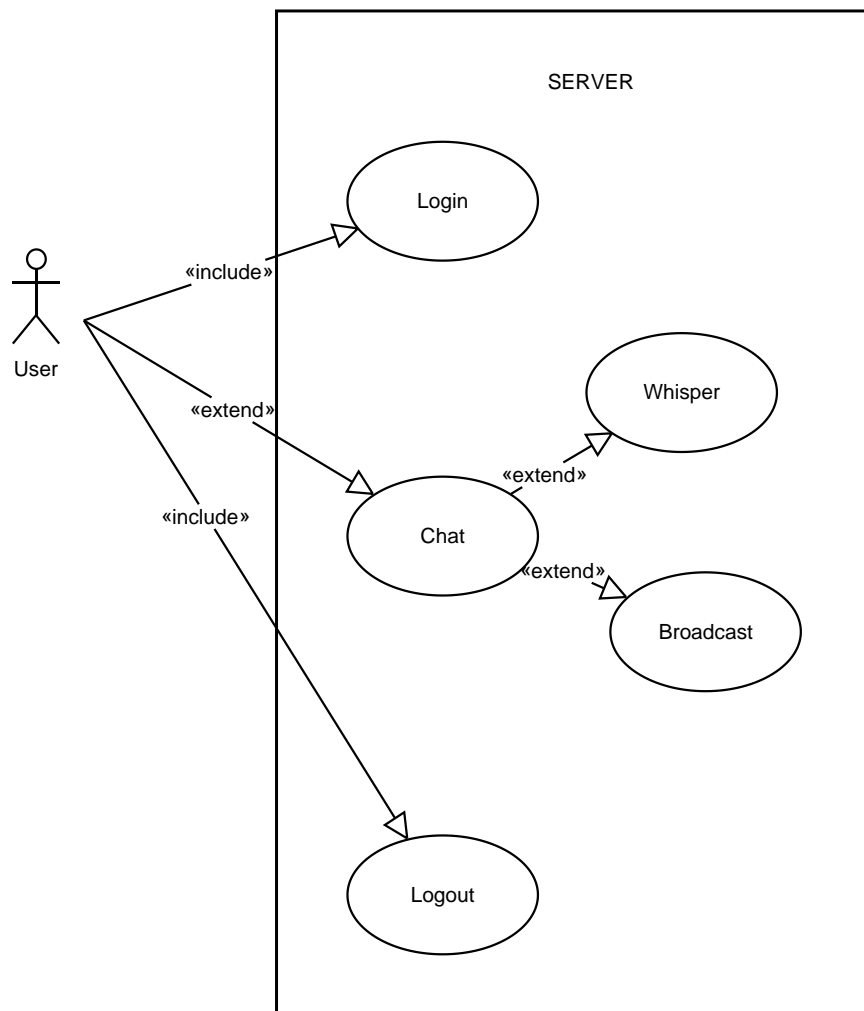 SERVER
Login
«include»
User
Whisper
«extend»
«extend»
«include»
Chat
«extend»
Broadcast
Logout